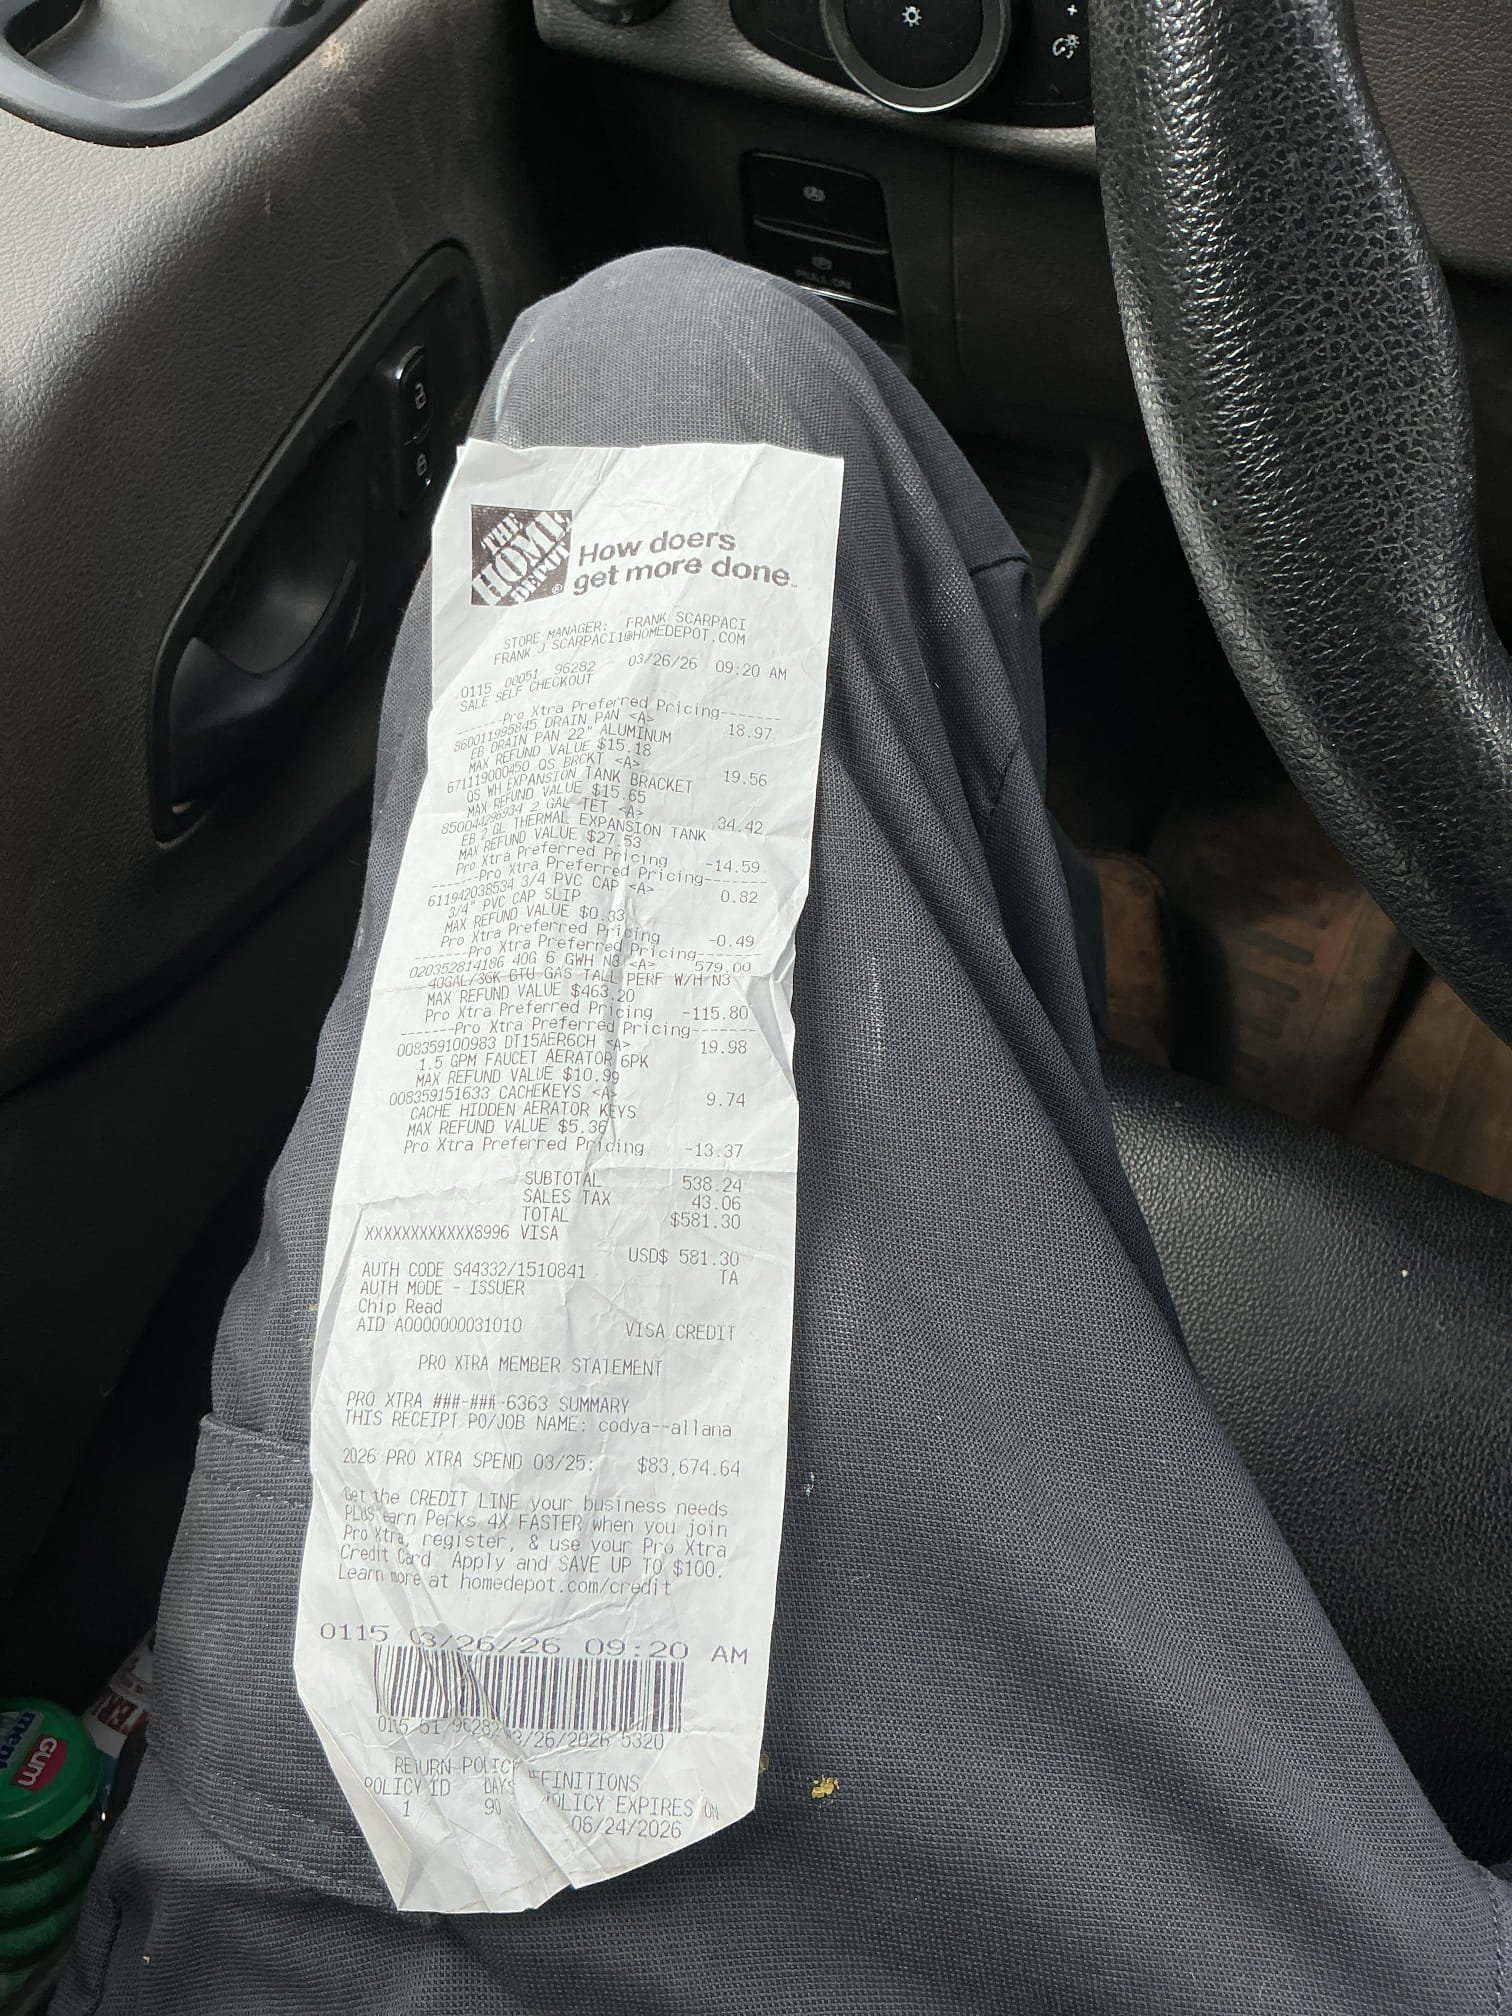 THE
HOME
DEPOT
How doers
get more done.
STORE MANAGER: FRANK SCARPACI
FRANK_J_SCARPACI1@HOMEDEPOT.COM
0115 00051 96282 03/26/26 09:20 AM
SALE SELF CHECKOUT
-------Pro Xtra Preferred Pricing-------
860011995845 DRAIN PAN <A> 18.97
EB DRAIN PAN 22" ALUMINUM
MAX REFUND VALUE $15.18
671119000450 QS BRCKT <A> 19.56
QS WH EXPANSION TANK BRACKET
MAX REFUND VALUE $15.65
850044296934 2 GAL TET <A> 34.42
EB 2 GL THERMAL EXPANSION TANK
MAX REFUND VALUE $27.53
Pro Xtra Preferred Pricing -14.59
-------Pro Xtra Preferred Pricing-------
611942038534 3/4 PVC CAP <A> 0.82
3/4" PVC CAP SLIP
MAX REFUND VALUE $0.33
Pro Xtra Preferred Pricing -0.49
-------Pro Xtra Preferred Pricing-------
020352814186 40G 6 GWH NG <A> 579.00
40GAL/36K BTU GAS TALL PERF W/H N3
MAX REFUND VALUE $463.20
Pro Xtra Preferred Pricing -115.80
-------Pro Xtra Preferred Pricing-------
008359100983 DT15AER6CH <A> 19.98
1.5 GPM FAUCET AERATOR 6PK
MAX REFUND VALUE $10.99
008359151633 CACHEKEYS <A> 9.74
CACHE HIDDEN AERATOR KEYS
MAX REFUND VALUE $5.36
Pro Xtra Preferred Pricing -13.37
SUBTOTAL 538.24
SALES TAX 43.06
TOTAL $581.30
XXXXXXXXXXXX8996 VISA
USD$ 581.30
AUTH CODE S44332/1510841 TA
AUTH MODE - ISSUER
Chip Read
AID A0000000031010 VISA CREDIT
PRO XTRA MEMBER STATEMENT
PRO XTRA ###-###-6363 SUMMARY
THIS RECEIPT PO/JOB NAME: codya--allana
2026 PRO XTRA SPEND 03/25: $83,674.64
Get the CREDIT LINE your business needs
PLUS earn Perks 4X FASTER when you join
Pro Xtra, register, & use your Pro Xtra
Credit Card. Apply and SAVE UP TO $100.
Learn more at homedepot.com/credit
0115 03/26/26 09:20 AM
0115 51 96282 03/26/2026 5320
RETURN POLICY DEFINITIONS
POLICY ID DAYS POLICY EXPIRES ON
1 90 06/24/2026
PULL ON
GUM